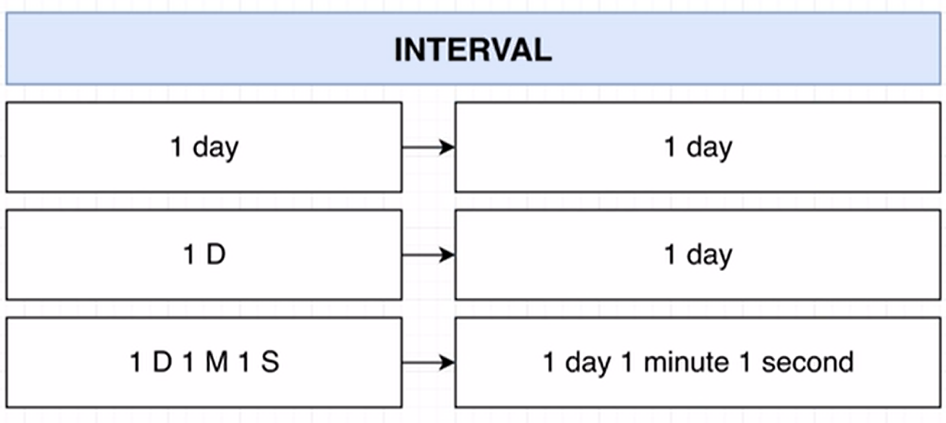 INTERVAL
1 day
1 day
1 D
1 day
1 D 1 M 1 S
1 day 1 minute 1 second